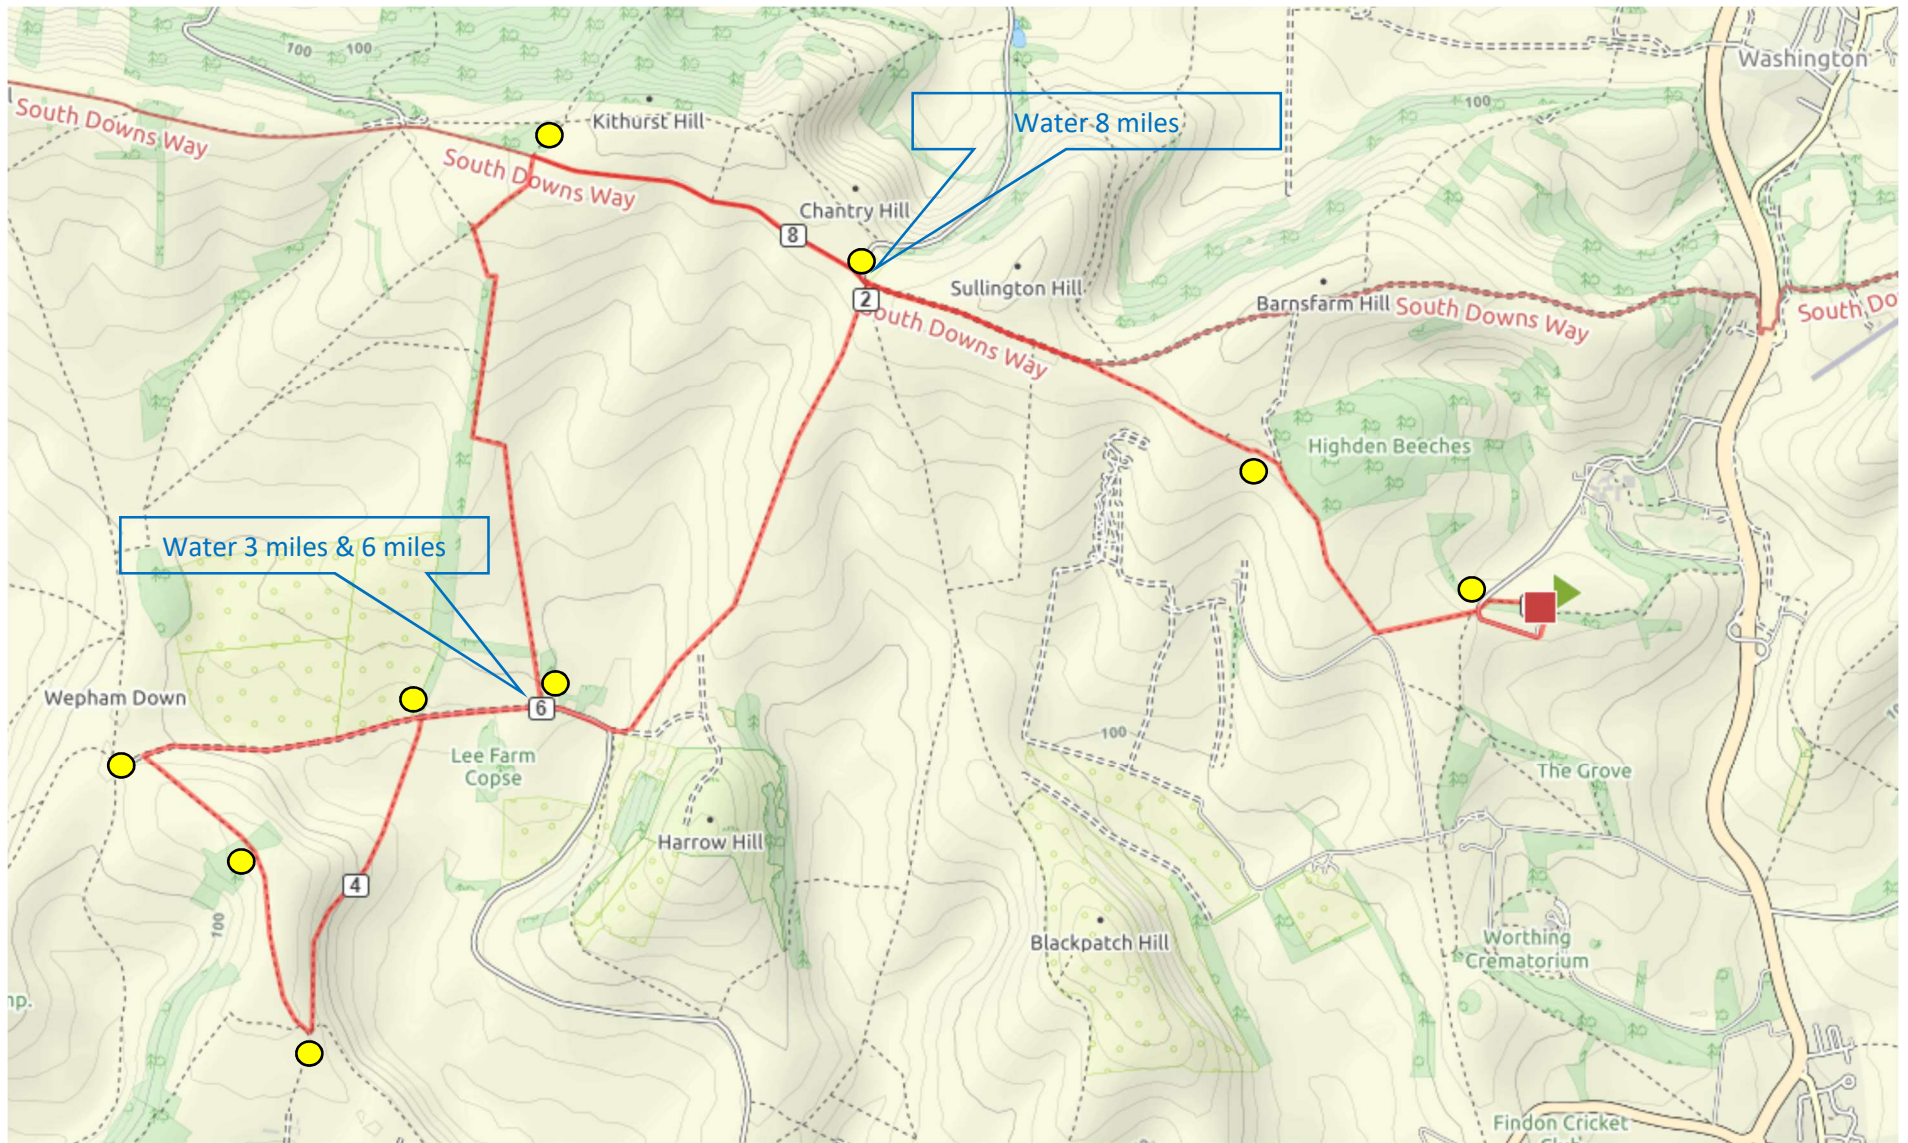 100
100
Washington
South Downs Way
Kithurst Hill
100
Water 8 miles
South Downs Way
Chantry Hill
8
Sullington Hill
2
Barnsfarm Hill
South Downs Way
South Do
South Downs Way
Highden Beeches
Water 3 miles & 6 miles
Wepham Down
6
Lee Farm
Copse
100
The Grove
Harrow Hill
4
100
Blackpatch Hill
Worthing
Crematorium
mp.
Findon Cricket